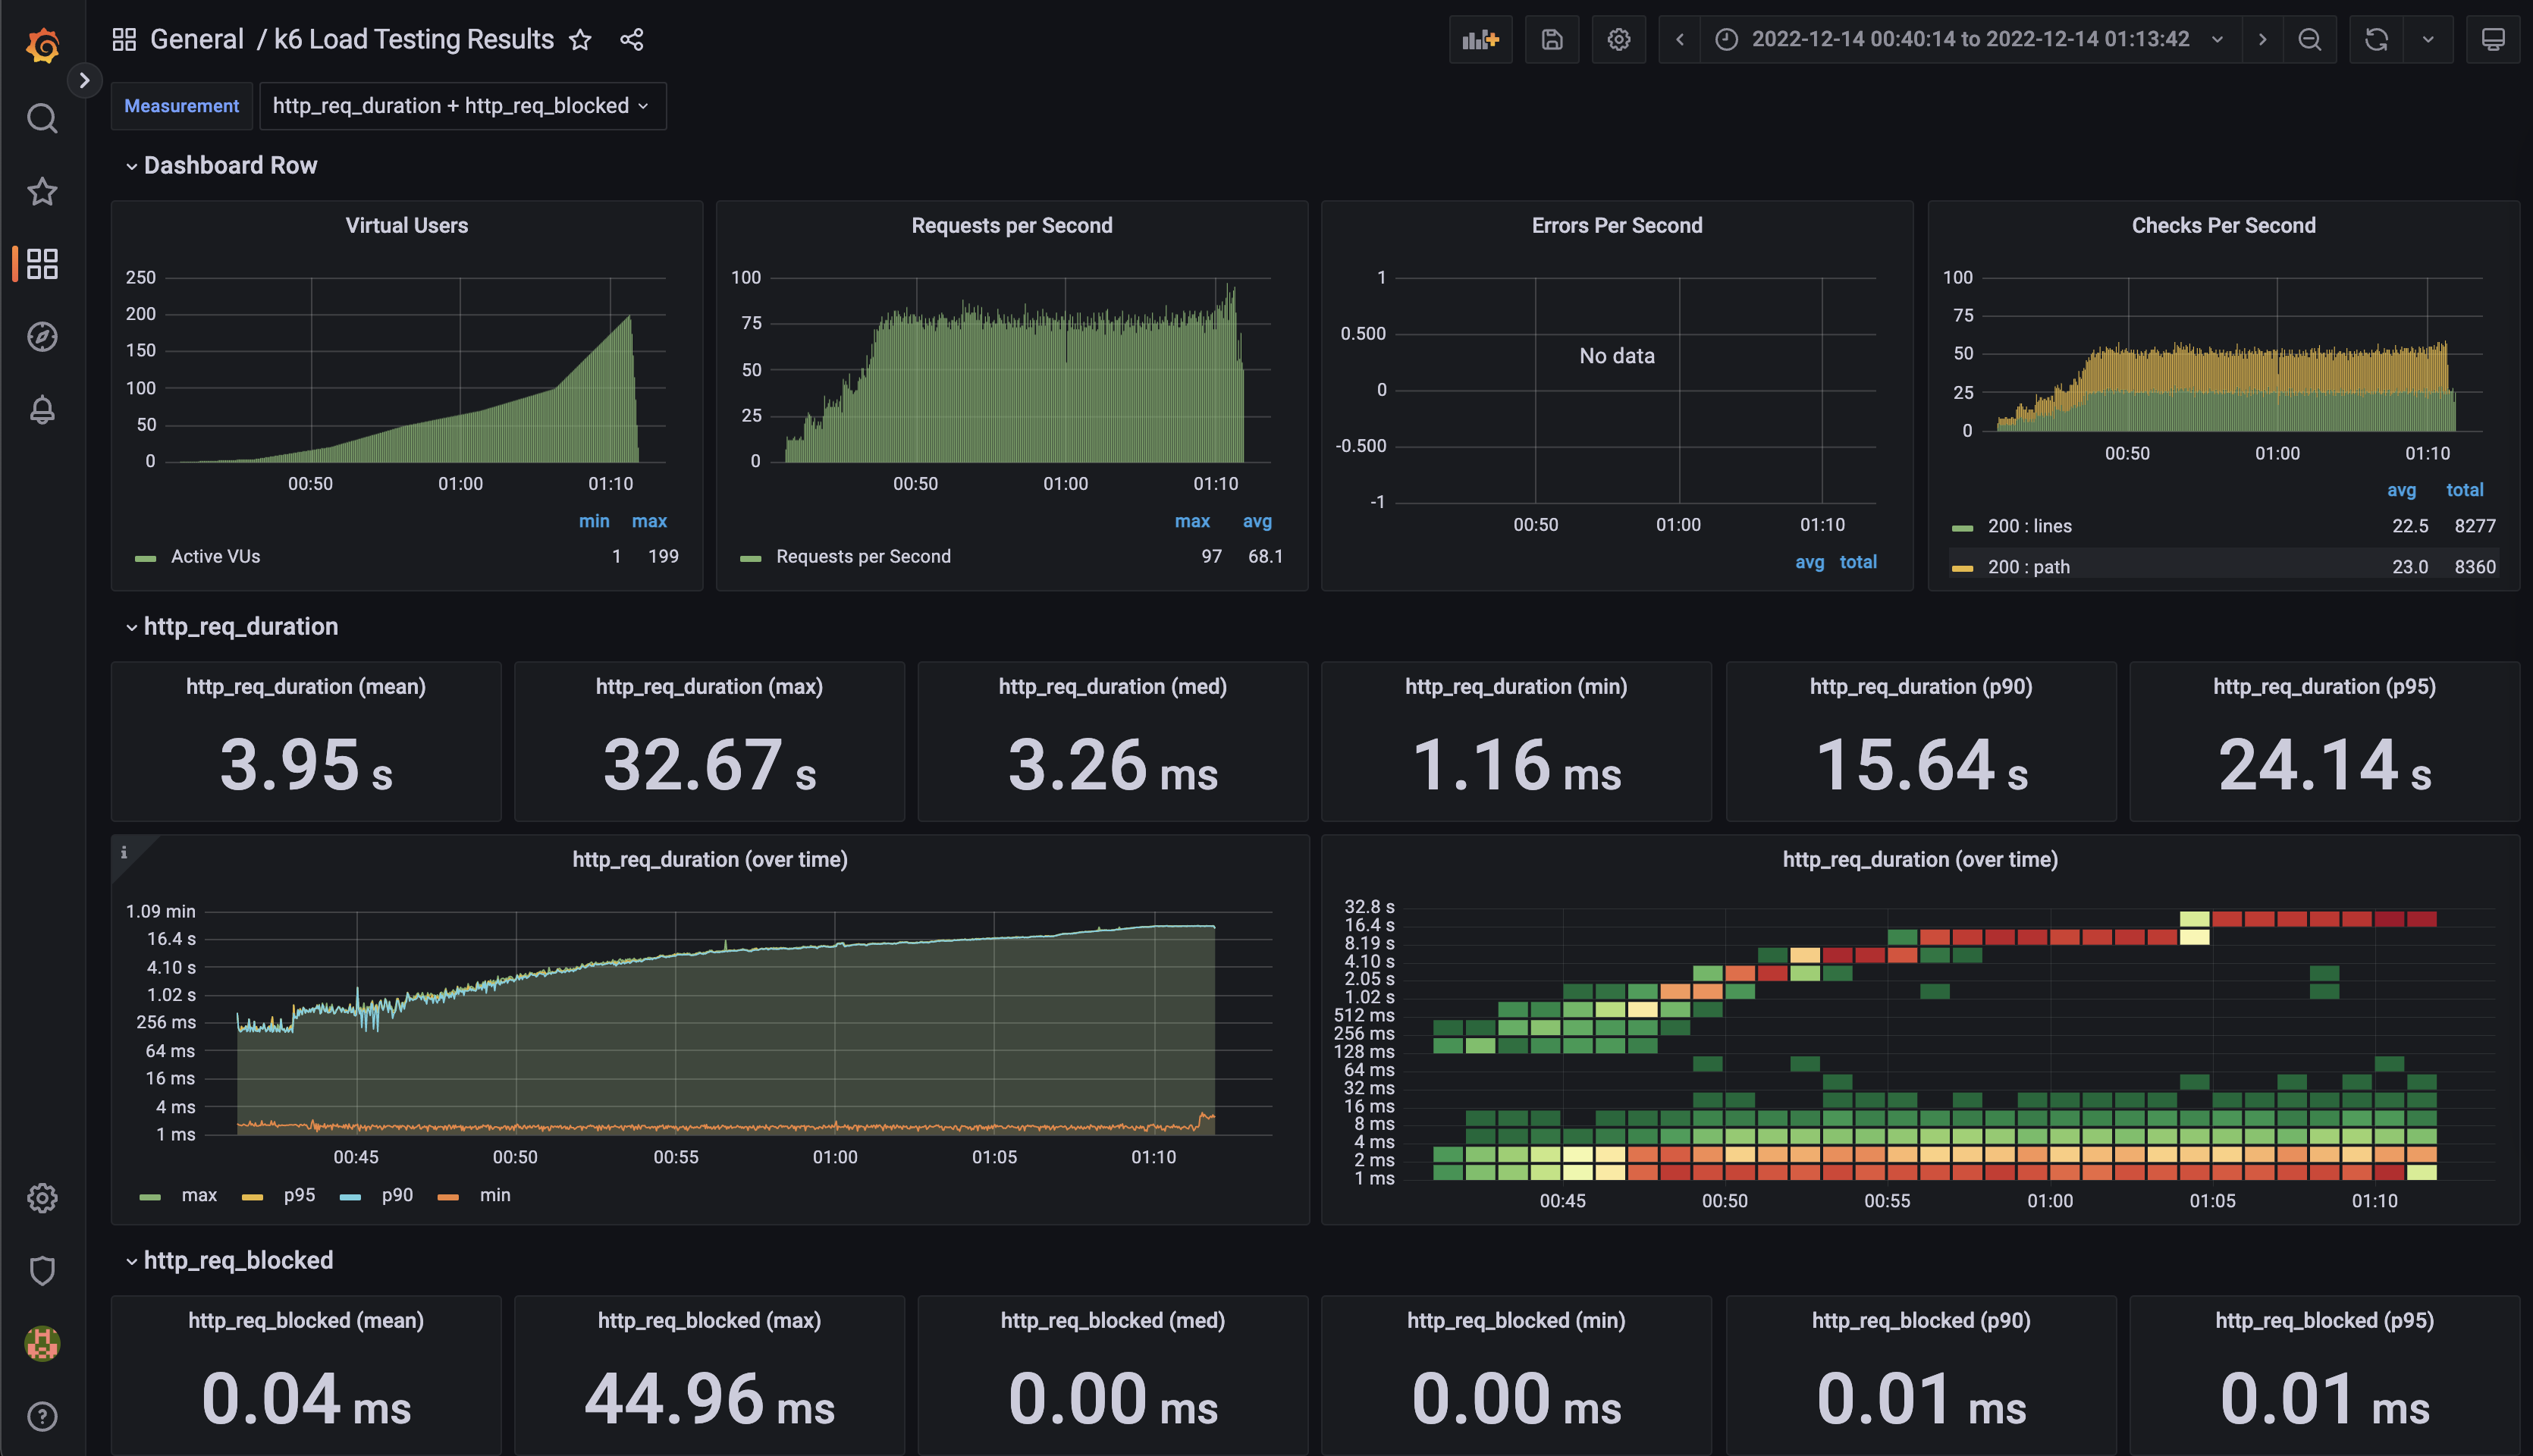 General / k6 Load Testing Results
2022-12-14 00:40:14 to 2022-12-14 01:13:42
Measurement
http_req_duration + http_req_blocked
Dashboard Row
Virtual Users
250
200
150
100
50
0
00:50 01:00 01:10
min max
Active VUs 1 199
Requests per Second
100
75
50
25
0
00:50 01:00 01:10
max avg
Requests per Second 97 68.1
Errors Per Second
1
0.500
0
-0.500
-1
No data
00:50 01:00 01:10
avg total
Checks Per Second
100
75
50
25
0
00:50 01:00 01:10
avg total
200 : lines 22.5 8277
200 : path 23.0 8360
http_req_duration
http_req_duration (mean)
3.95 s
http_req_duration (max)
32.67 s
http_req_duration (med)
3.26 ms
http_req_duration (min)
1.16 ms
http_req_duration (p90)
15.64 s
http_req_duration (p95)
24.14 s
i
http_req_duration (over time)
1.09 min
16.4 s
4.10 s
1.02 s
256 ms
64 ms
16 ms
4 ms
1 ms
00:45 00:50 00:55 01:00 01:05 01:10
max p95 p90 min
http_req_duration (over time)
32.8 s
16.4 s
8.19 s
4.10 s
2.05 s
1.02 s
512 ms
256 ms
128 ms
64 ms
32 ms
16 ms
8 ms
4 ms
2 ms
1 ms
00:45 00:50 00:55 01:00 01:05 01:10
http_req_blocked
http_req_blocked (mean)
0.04 ms
http_req_blocked (max)
44.96 ms
http_req_blocked (med)
0.00 ms
http_req_blocked (min)
0.00 ms
http_req_blocked (p90)
0.01 ms
http_req_blocked (p95)
0.01 ms